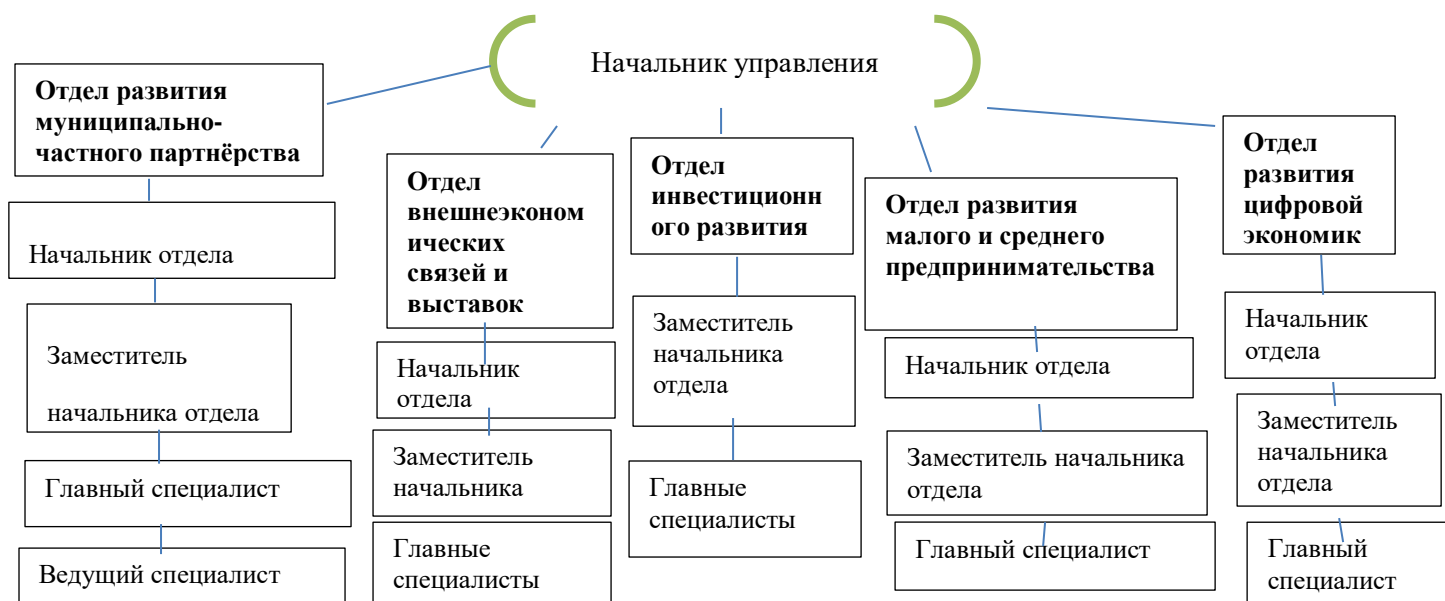 Начальник управления
Отдел развития
муниципально-
частного партнёрства
Начальник отдела
Заместитель
начальника отдела
Главный специалист
Ведущий специалист
Отдел
внешнеэконом
ических
связей и
выставок
Начальник
отдела
Заместитель
начальника
Главные
специалисты
Отдел
инвестиционн
ого развития
Заместитель
начальника
отдела
Главные
специалисты
Отдел развития
малого и среднего
предпринимательства
Начальник отдела
Заместитель начальника
отдела
Главный специалист
Отдел
развития
цифровой
экономик
Начальник
отдела
Заместитель
начальника
отдела
Главный
специалист